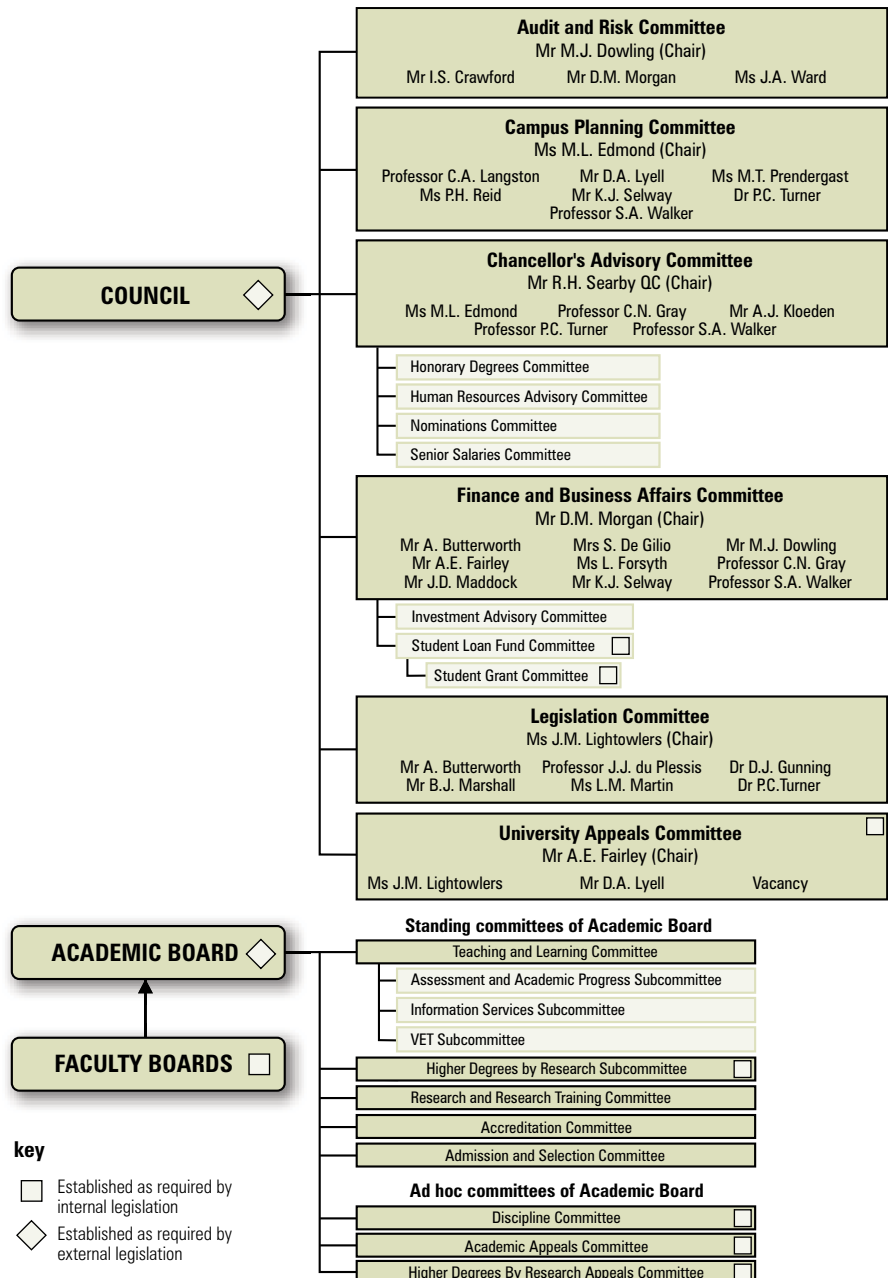 Audit and Risk Committee
Mr M.J. Dowling (Chair)
Mr I.S. Crawford Mr D.M. Morgan Ms J.A. Ward
Campus Planning Committee
Ms M.L. Edmond (Chair)
Professor C.A. Langston Mr D.A. Lyell Ms M.T. Prendergast
Ms P.H. Reid Mr K.J. Selway Dr P.C. Turner
Professor S.A. Walker
COUNCIL
Chancellor's Advisory Committee
Mr R.H. Searby QC (Chair)
Ms M.L. Edmond Professor C.N. Gray Mr A.J. Kloeden
Professor P.C. Turner Professor S.A. Walker
Honorary Degrees Committee
Human Resources Advisory Committee
Nominations Committee
Senior Salaries Committee
Finance and Business Affairs Committee
Mr D.M. Morgan (Chair)
Mr A. Butterworth Mrs S. De Gilio Mr M.J. Dowling
Mr A.E. Fairley Ms L. Forsyth Professor C.N. Gray
Mr J.D. Maddock Mr K.J. Selway Professor S.A. Walker
Investment Advisory Committee
Student Loan Fund Committee
Student Grant Committee
Legislation Committee
Ms J.M. Lightowlers (Chair)
Mr A. Butterworth Professor J.J. du Plessis Dr D.J. Gunning
Mr B.J. Marshall Ms L.M. Martin Dr P.C.Turner
University Appeals Committee
Mr A.E. Fairley (Chair)
Ms J.M. Lightowlers Mr D.A. Lyell Vacancy
ACADEMIC BOARD
Standing committees of Academic Board
Teaching and Learning Committee
Assessment and Academic Progress Subcommittee
Information Services Subcommittee
VET Subcommittee
FACULTY BOARDS
Higher Degrees by Research Subcommittee
Research and Research Training Committee
Accreditation Committee
Admission and Selection Committee
Ad hoc committees of Academic Board
Discipline Committee
Academic Appeals Committee
Higher Degrees By Research Appeals Committee
key
Established as required by
internal legislation
Established as required by
external legislation